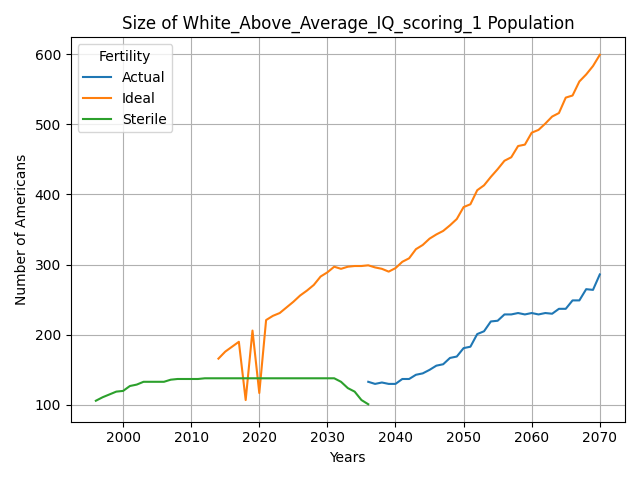 Size of White_Above_Average_IQ_scoring_1 Population
Fertility
Actual
Ideal
Sterile
Number of Americans
600
500
400
300
200
100
2000
2010
2020
2030
2040
2050
2060
2070
Years